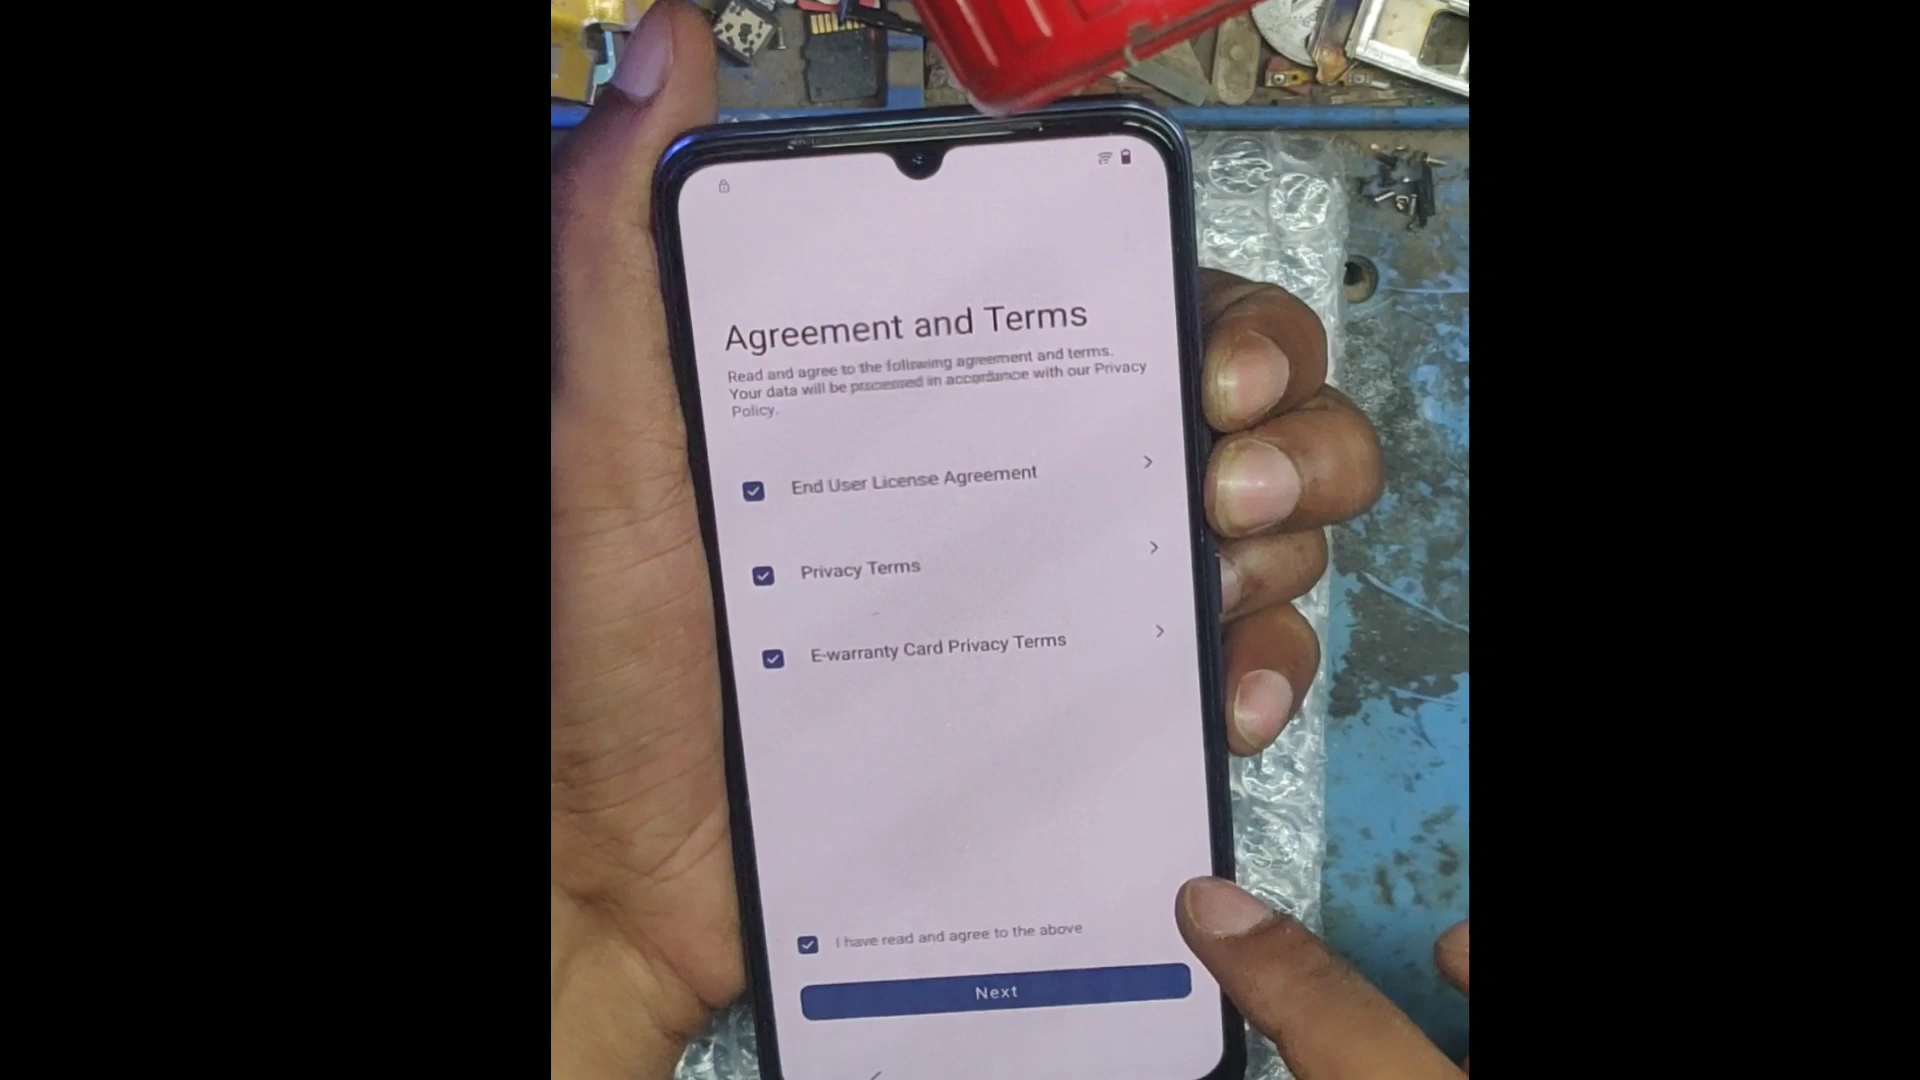 Agreement and Terms
Read and agree to the following agreement and terms.
Your data will be processed in accordance with our Privacy
Policy.
End User License Agreement
Privacy Terms
E-warranty Card Privacy Terms
I have read and agree to the above
Next